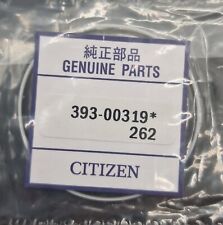 純正部品
GENUINE PARTS
393-00319*
262
CITIZEN